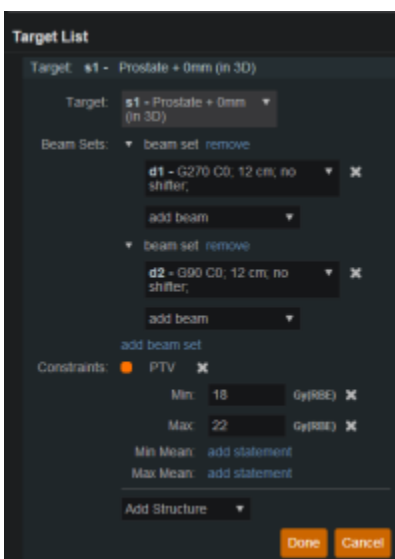 Target List
Target: s1 - Prostate + 0mm (in 3D)
Target: s1 - Prostate + 0mm
(in 3D)
Beam Sets: beam set remove
d1 - G270 C0; 12 cm; no
shifter;
add beam
beam set remove
d2 - G90 C0; 12 cm; no
shifter;
add beam
add beam set
Constraints: PTV
Min: 18 Gy(RBE)
Max: 22 Gy(RBE)
Min Mean: add statement
Max Mean: add statement
Add Structure
Done Cancel